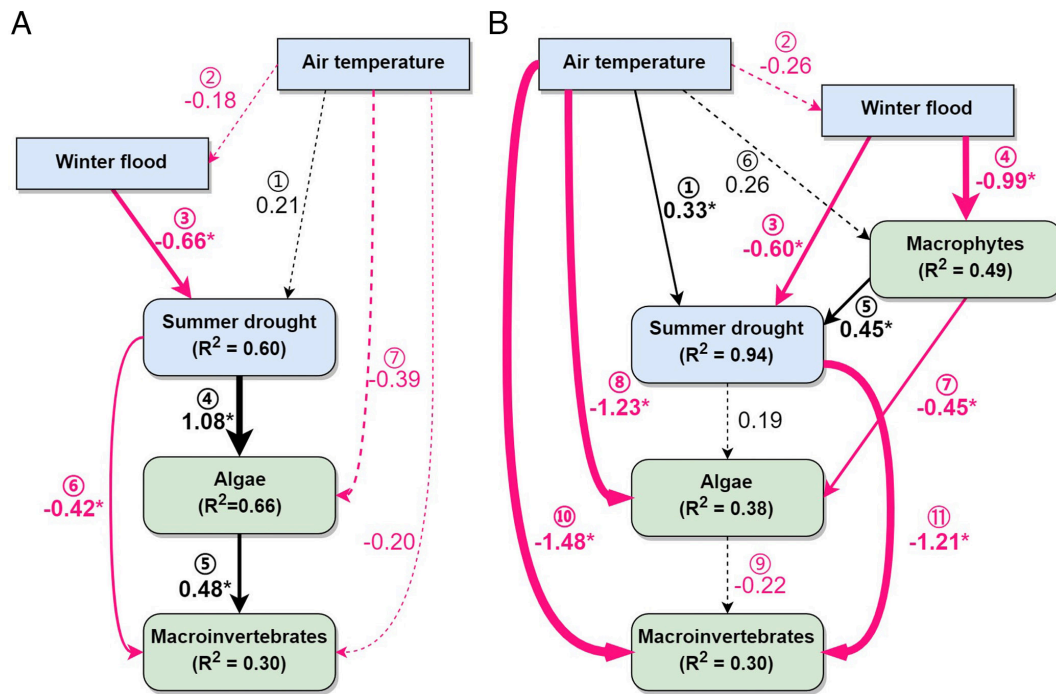 A
Air temperature
②
-0.18
Winter flood
①
0.21
③
-0.66*
Summer drought
(R² = 0.60)
⑦
-0.39
④
1.08*
Algae
(R²=0.66)
⑥
-0.42*
-0.20
⑤
0.48*
Macroinvertebrates
(R² = 0.30)
B
Air temperature
②
-0.26
Winter flood
⑥
0.26
④
-0.99*
①
0.33*
③
-0.60*
Macrophytes
(R² = 0.49)
⑤
0.45*
Summer drought
(R² = 0.94)
⑧
-1.23*
⑦
-0.45*
0.19
Algae
(R² = 0.38)
⑩
-1.48*
⑪
-1.21*
⑨
-0.22
Macroinvertebrates
(R² = 0.30)